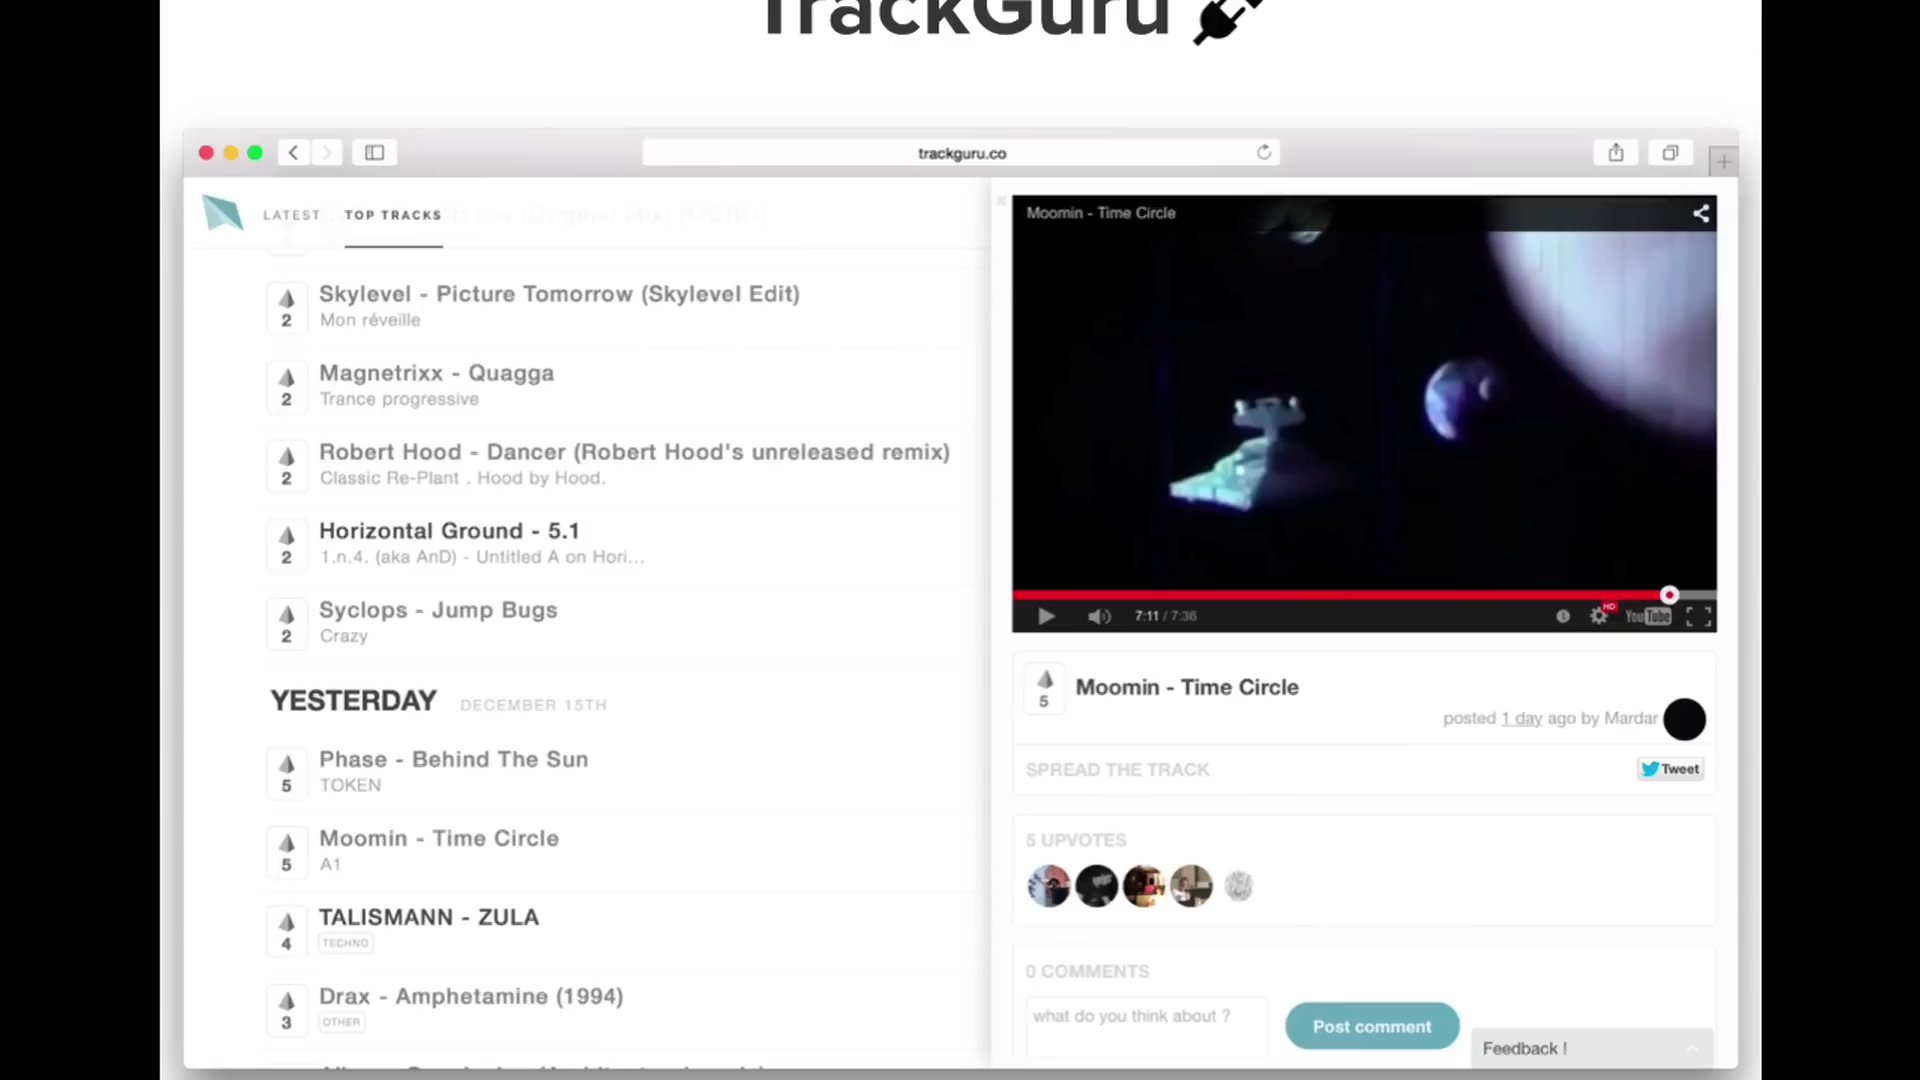 TrackGuru
trackguru.co
LATEST TOP TRACKS
2
Skylevel - Picture Tomorrow (Skylevel Edit)
Mon réveille
2
Magnetrixx - Quagga
Trance progressive
2
Robert Hood - Dancer (Robert Hood's unreleased remix)
Classic Re-Plant . Hood by Hood.
2
Horizontal Ground - 5.1
1.n.4. (aka AnD) - Untitled A on Hori...
2
Syclops - Jump Bugs
Crazy
YESTERDAY DECEMBER 15TH
5
Phase - Behind The Sun
TOKEN
5
Moomin - Time Circle
A1
4
TALISMANN - ZULA
TECHNO
3
Drax - Amphetamine (1994)
OTHER
Moomin - Time Circle
7:11 / 7:36
HD
YouTube
5
Moomin - Time Circle
posted 1 day ago by Mardar
SPREAD THE TRACK
Tweet
5 UPVOTES
0 COMMENTS
what do you think about ?
Post comment
Feedback !